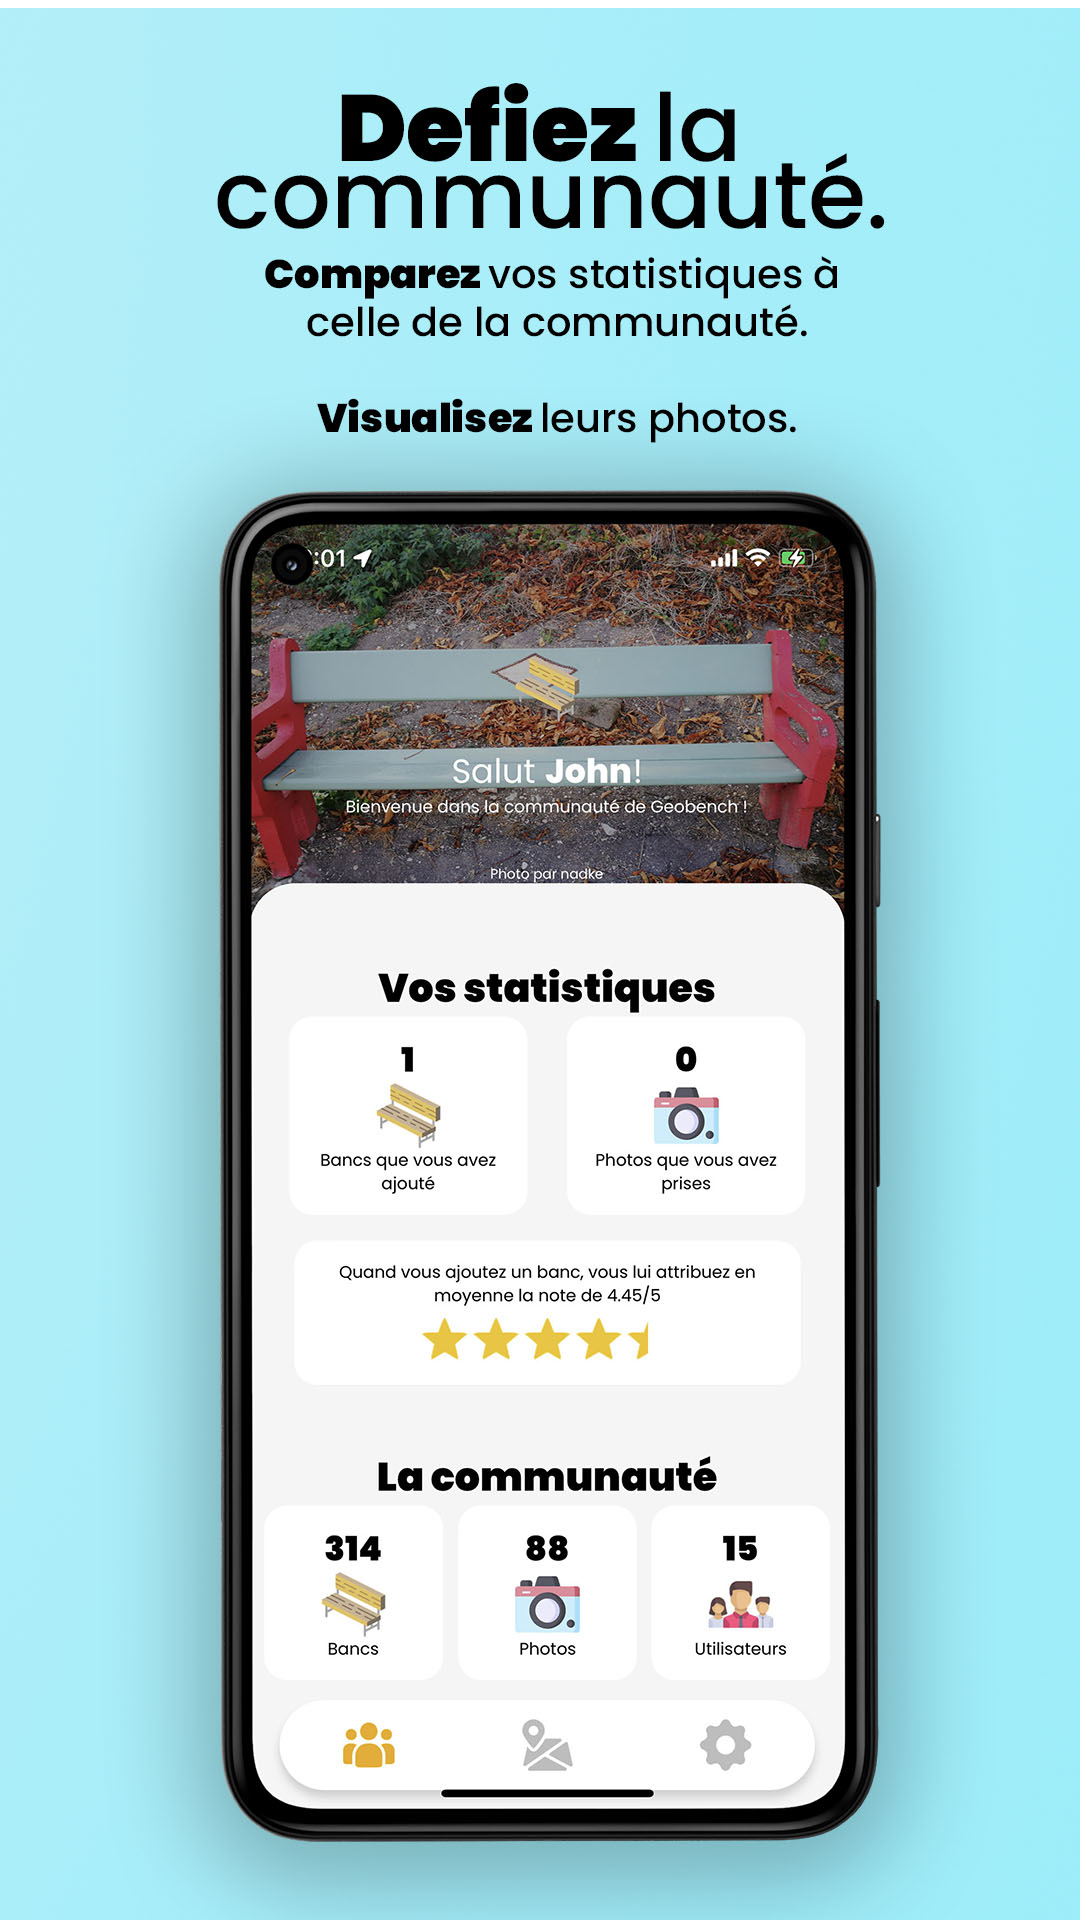 Defiez la
communauté.
Comparez vos statistiques à
celle de la communauté.
Visualisez leurs photos.
:01
Salut John!
Bienvenue dans la communauté de Geobench !
Photo par nadke
Vos statistiques
1
Bancs que vous avez
ajouté
0
Photos que vous avez
prises
Quand vous ajoutez un banc, vous lui attribuez en
moyenne la note de 4.45/5
La communauté
314
Bancs
88
Photos
15
Utilisateurs